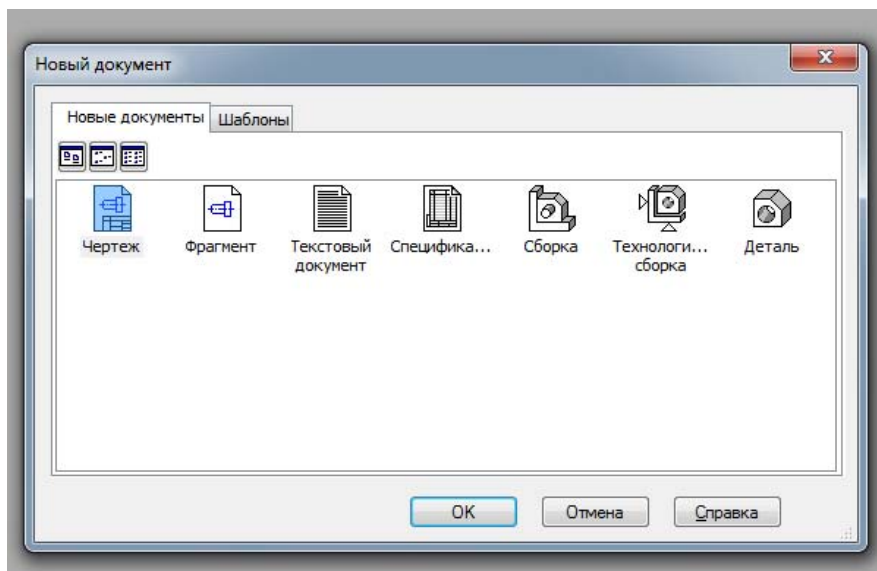 Новый документ
Новые документы
Шаблоны
Чертеж
Фрагмент
Текстовый
документ
Специфика...
Сборка
Технологи...
сборка
Деталь
OK
Отмена
Справка